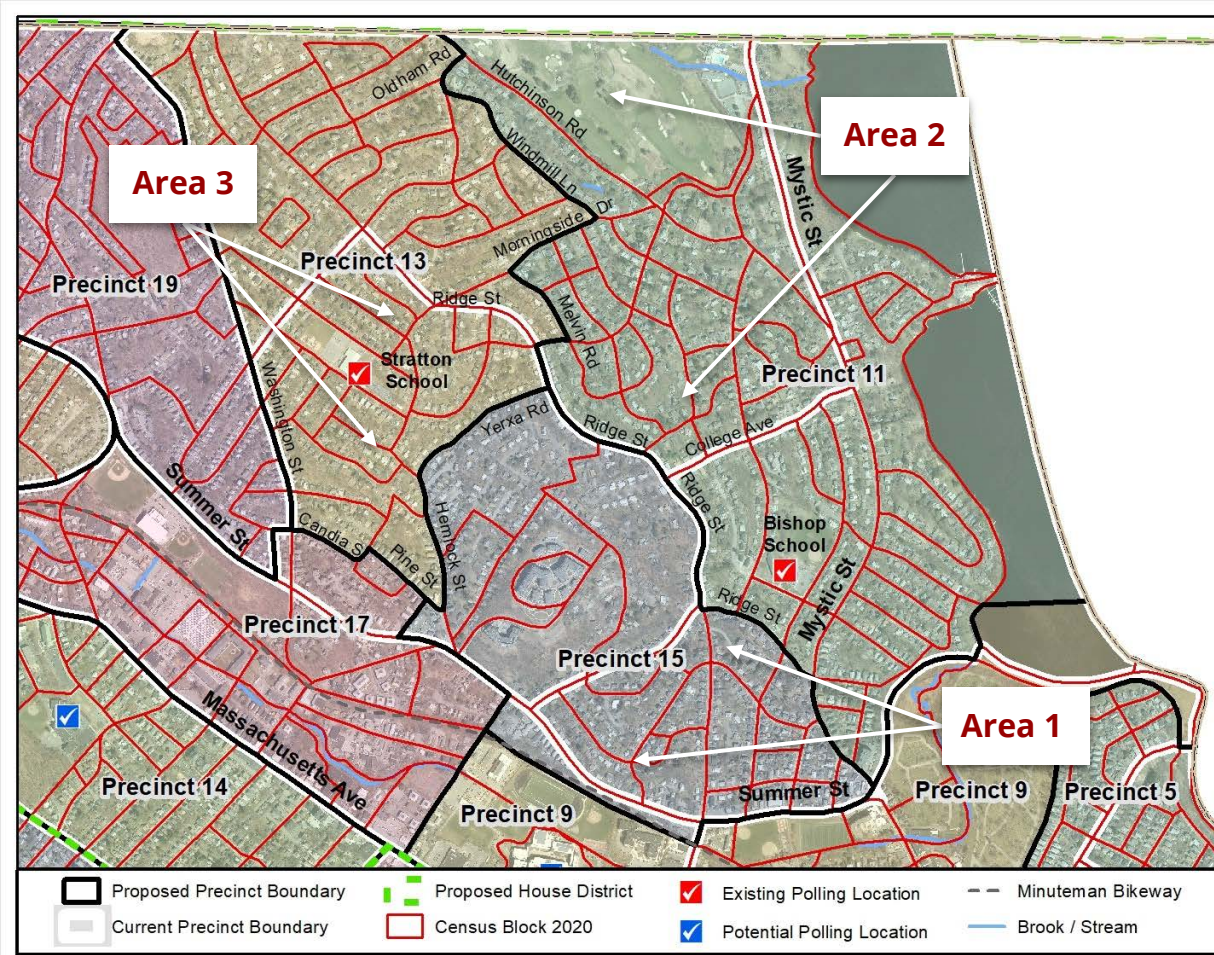 Oldham Rd
Hutchinson Rd
Area 2
Windmill Ln
Area 3
Mystic St
Morningside Dr
Precinct 13
Precinct 19
Ridge St
Melvin Rd
Stratton
School
Precinct 11
Washington St
Yerxa Rd
Ridge St
College Ave
Summer St
Ridge St
Hemlock St
Candia St
Bishop
School
Pine St
Ridge St
Mystic St
Precinct 17
Precinct 15
Area 1
Massachusetts Ave
Precinct 14
Summer St
Precinct 9
Precinct 9
Precinct 5
Proposed Precinct Boundary
Proposed House District
Existing Polling Location
Minuteman Bikeway
Current Precinct Boundary
Census Block 2020
Potential Polling Location
Brook / Stream